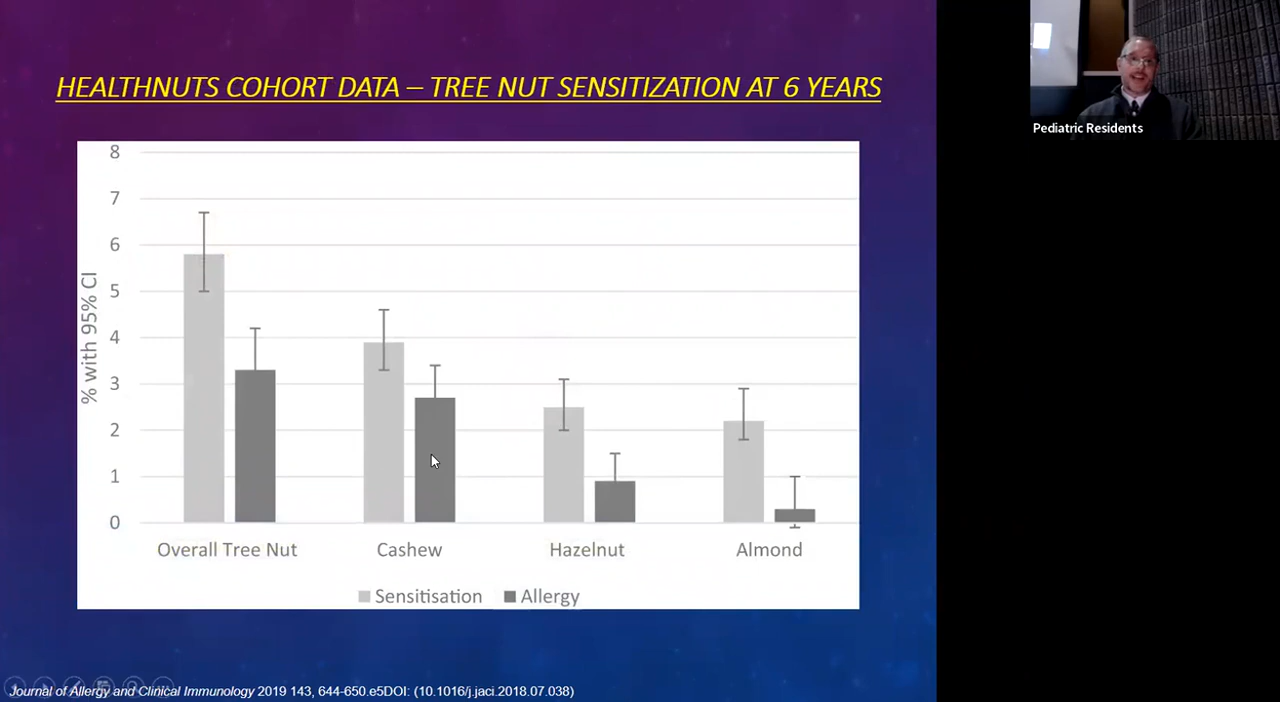 HEALTHNUTS COHORT DATA – TREE NUT SENSITIZATION AT 6 YEARS
Pediatric Residents
% with 95% CI
8
7
6
5
4
3
2
1
0
Overall Tree Nut Cashew Hazelnut Almond
Sensitisation Allergy
Journal of Allergy and Clinical Immunology 2019 143, 644-650.e5DOI: (10.1016/j.jaci.2018.07.038)